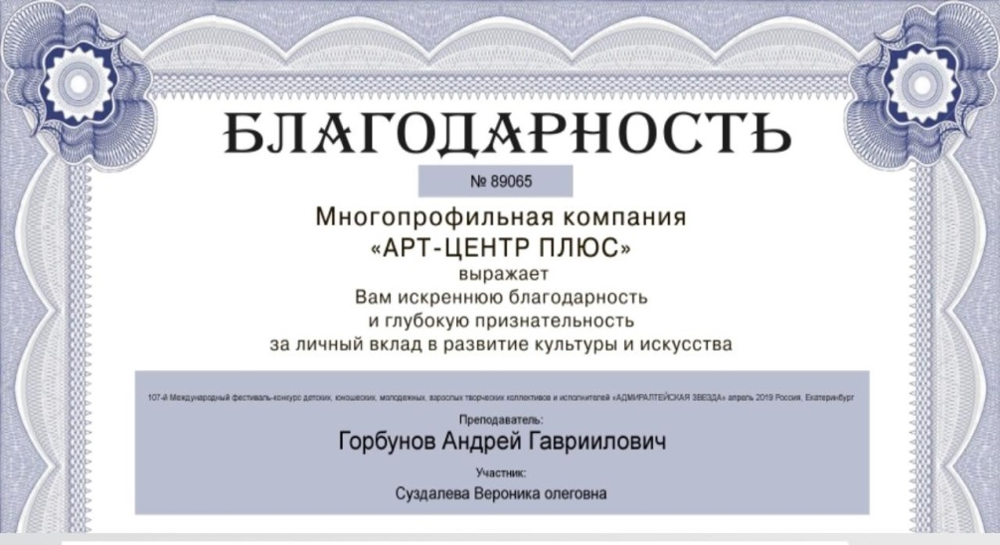 БЛАГОДАРНОСТЬ
№ 89065
Многопрофильная компания
«АРТ-ЦЕНТР ПЛЮС»
выражает
Вам искреннюю благодарность
и глубокую признательность
за личный вклад в развитие культуры и искусства
107-й Международный фестиваль-конкурс детских, юношеских, молодежных, взрослых творческих коллективов и исполнителей «АДМИРАЛТЕЙСКАЯ ЗВЕЗДА» апрель 2019 Россия, Екатеринбург
Преподаватель:
Горбунов Андрей Гавриилович
Участник:
Суздалева Вероника олеговна